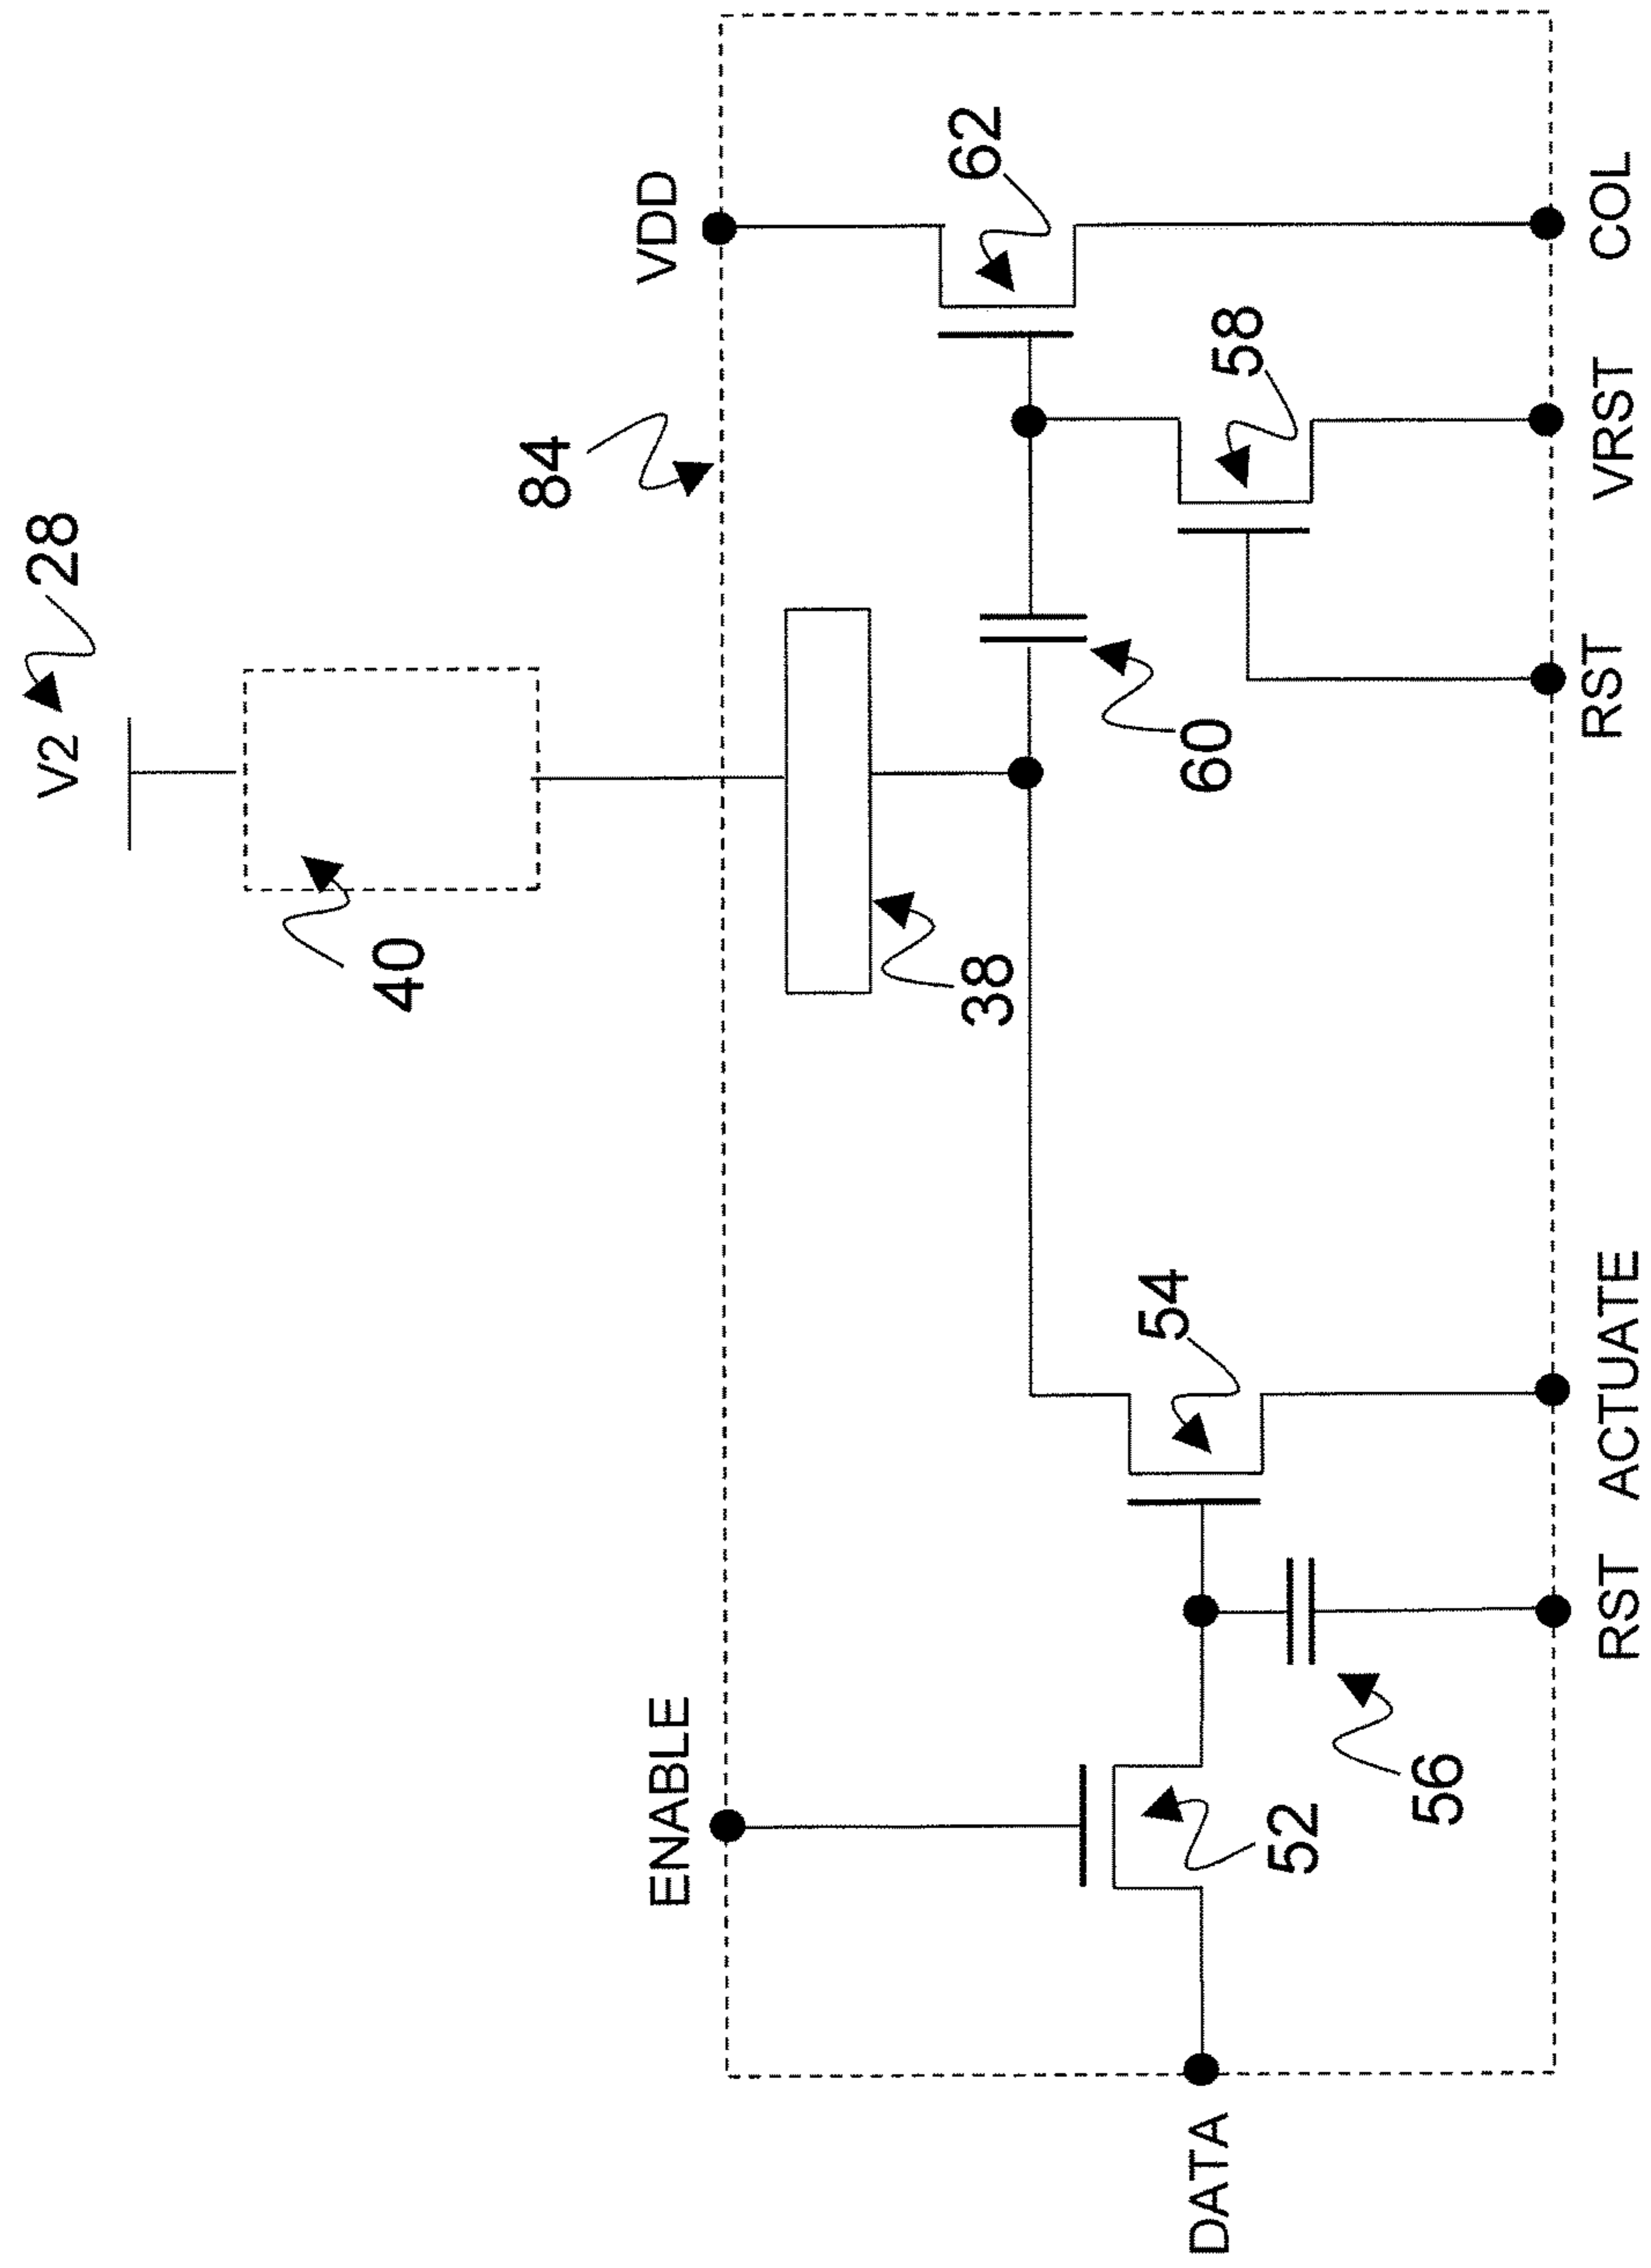 V2 28
40
84
VDD
62
38
60
58
ENABLE
54
52
56
DATA
RST
ACTUATE
RST
VRST
COL